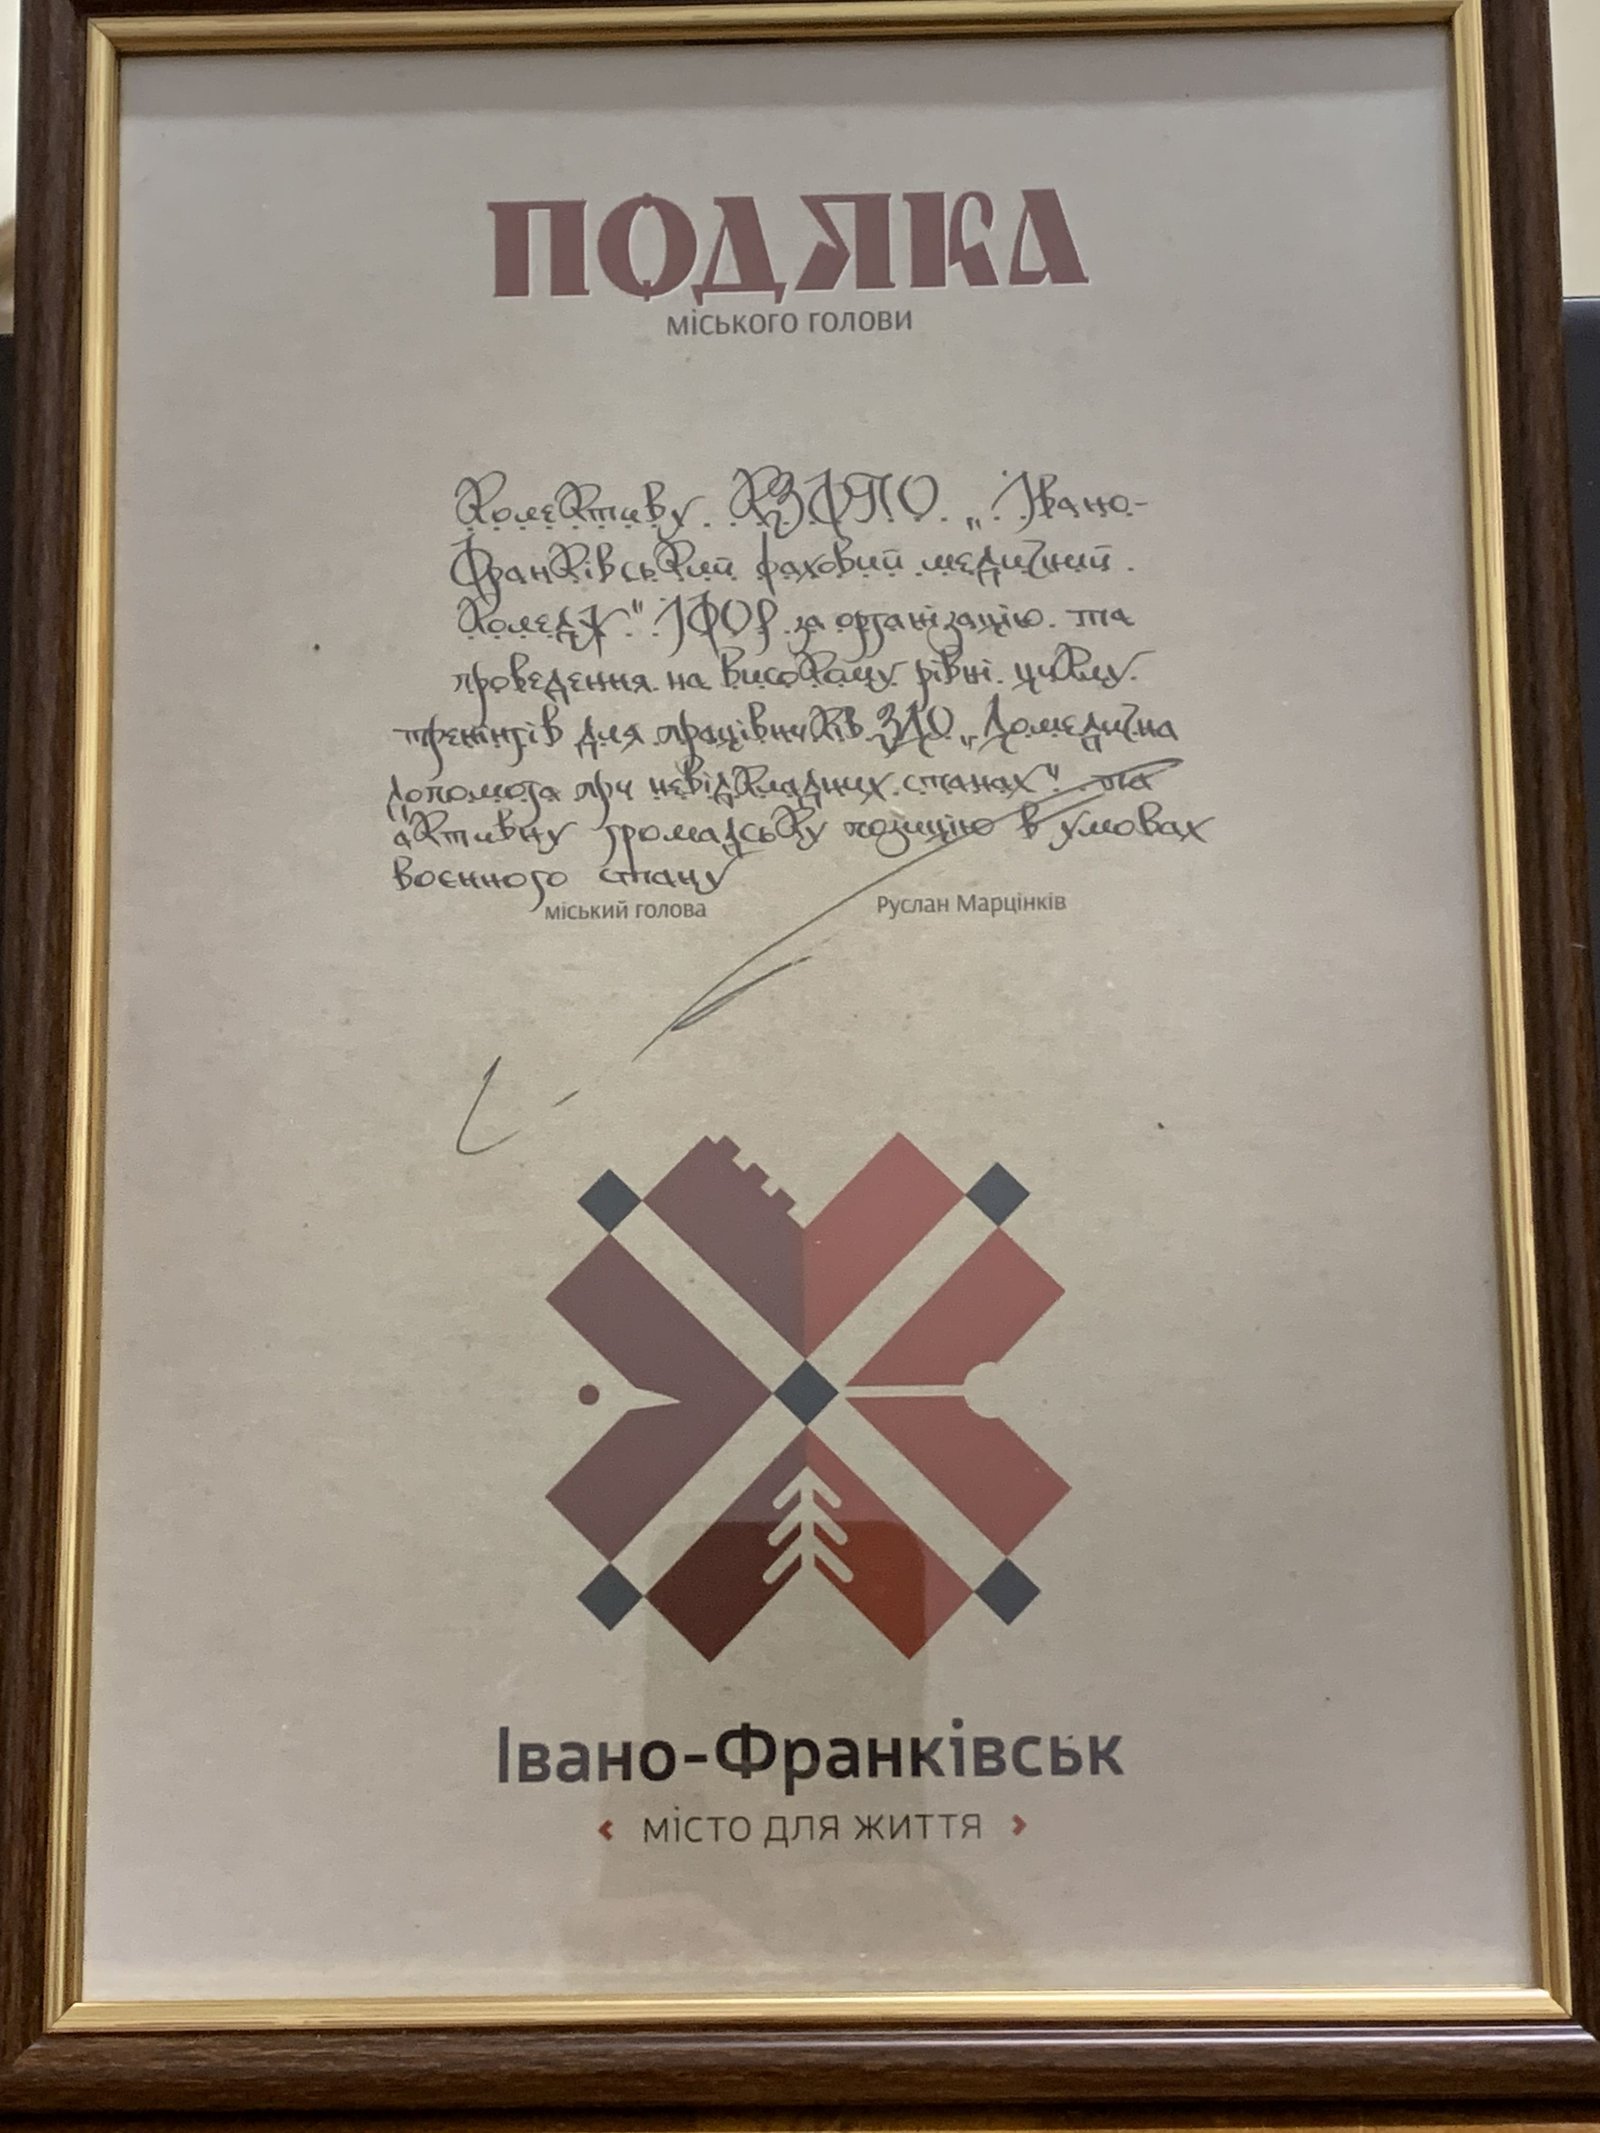 ПОДЯКА
міського голови
Колективу КЗФПО „Івано-
Франківський фаховий медичний
коледж" ІФОР за організацію та
проведення на високому рівні циклу
тренінгів для працівників ЗДО „Домедична
допомога при невідкладних станах" та
активну громадську позицію в умовах
воєнного стану
міський голова Руслан Марцінків
Івано-Франківськ
‹ місто для життя ›